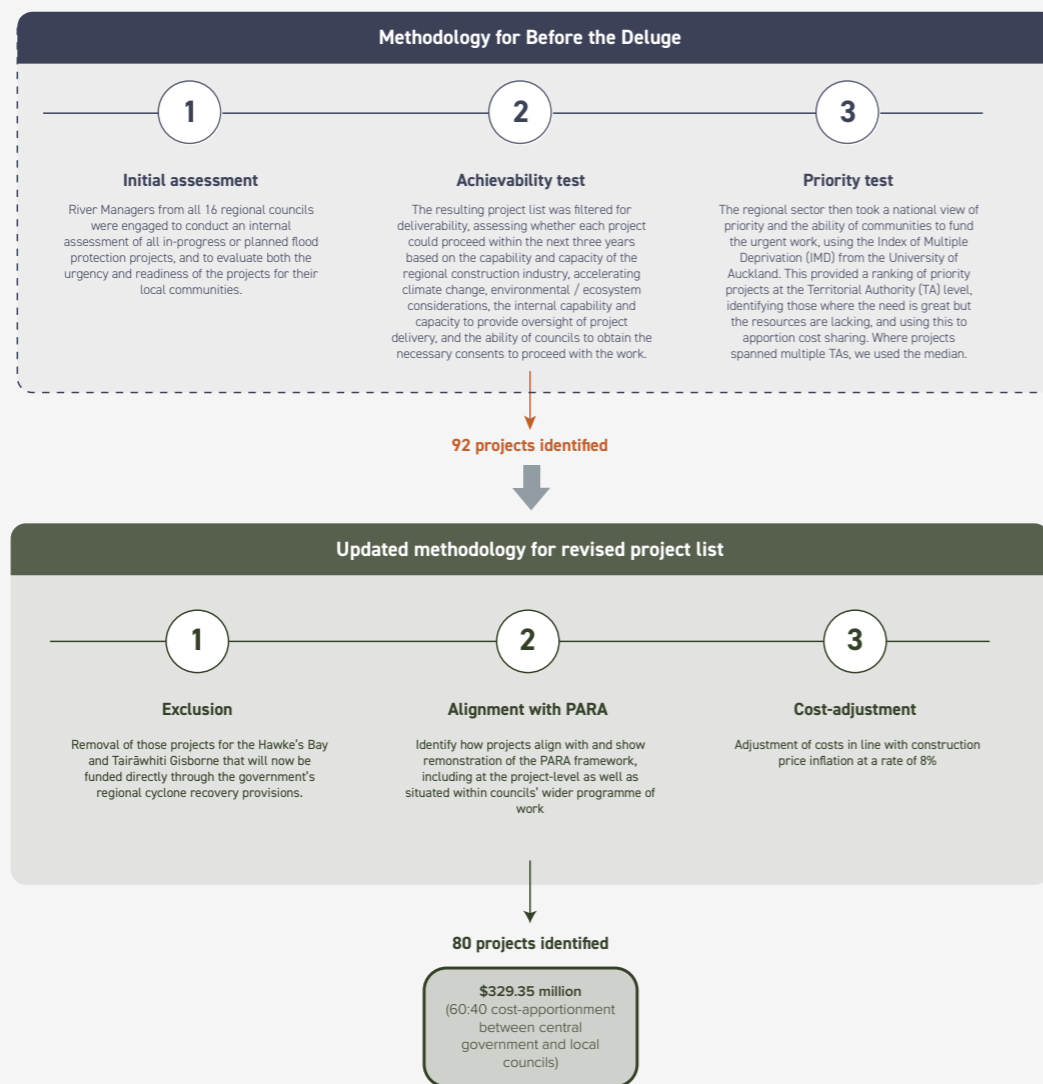 Methodology for Before the Deluge
1
2
3
Initial assessment
River Managers from all 16 regional councils
were engaged to conduct an internal
assessment of all in-progress or planned flood
protection projects, and to evaluate both the
urgency and readiness of the projects for their
local communities.
Achievability test
The resulting project list was filtered for
deliverability, assessing whether each project
could proceed within the next three years
based on the capability and capacity of the
regional construction industry, accelerating
climate change, environmental / ecosystem
considerations, the internal capability and
capacity to provide oversight of project
delivery, and the ability of councils to obtain the
necessary consents to proceed with the work.
Priority test
The regional sector then took a national view of
priority and the ability of communities to fund
the urgent work, using the Index of Multiple
Deprivation (IMD) from the University of
Auckland. This provided a ranking of priority
projects at the Territorial Authority (TA) level,
identifying those where the need is great but
the resources are lacking, and using this to
apportion cost sharing. Where projects
spanned multiple TAs, we used the median.
92 projects identified
Updated methodology for revised project list
1
2
3
Exclusion
Removal of those projects for the Hawke's Bay
and Tairāwhiti Gisborne that will now be
funded directly through the government's
regional cyclone recovery provisions.
Alignment with PARA
Identify how projects align with and show
remonstration of the PARA framework,
including at the project-level as well as
situated within councils' wider programme of
work
Cost-adjustment
Adjustment of costs in line with construction
price inflation at a rate of 8%
80 projects identified
$329.35 million
(60:40 cost-apportionment
between central
government and local
councils)